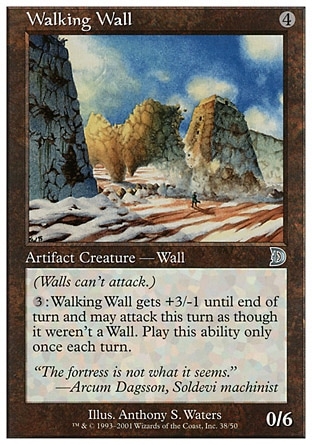 Walking Wall 4
Artifact Creature — Wall
(Walls can't attack.)
3: Walking Wall gets +3/-1 until end of
turn and may attack this turn as though
it weren't a Wall. Play this ability only
once each turn.
"The fortress is not what it seems."
—Arcum Dagsson, Soldevi machinist
Illus. Anthony S. Waters
™ & © 1993–2001 Wizards of the Coast, Inc. 38/50
0/6